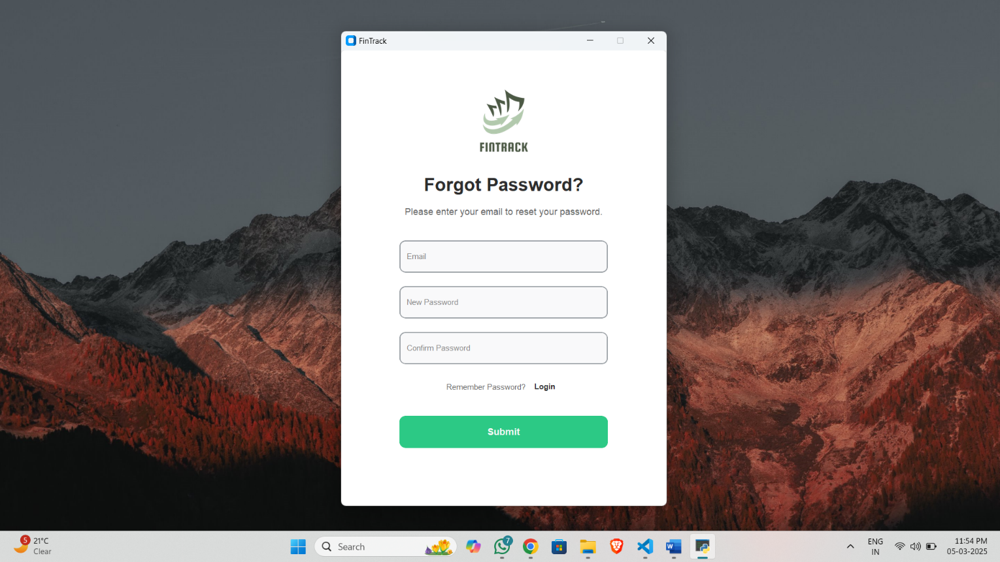 FinTrack
FINTRACK
Forgot Password?
Please enter your email to reset your password.
Email
New Password
Confirm Password
Remember Password? Login
Submit
5
21°C
Clear
Search
7
ENG
IN
11:54 PM
05-03-2025